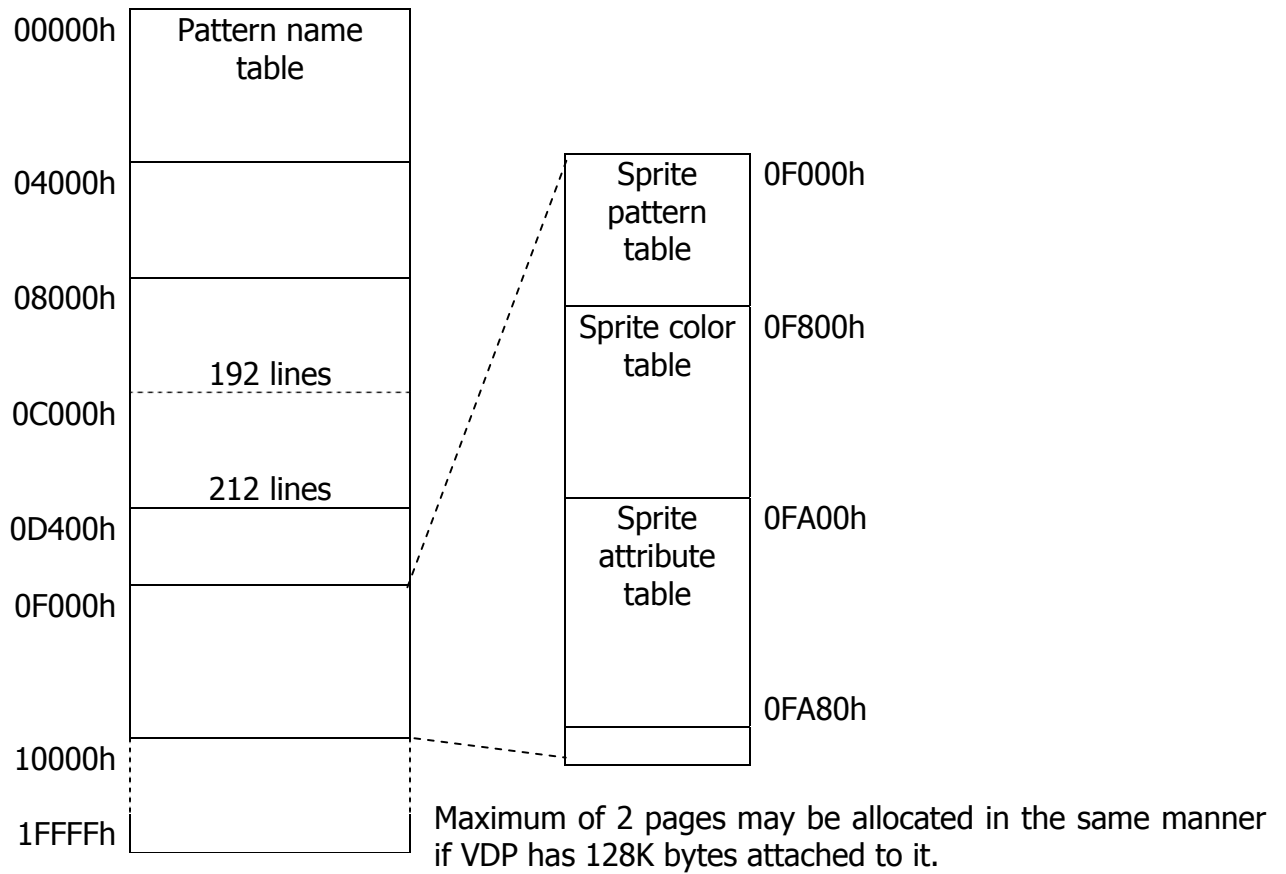 00000h
Pattern name
table
04000h
08000h
192 lines
0C000h
212 lines
0D400h
0F000h
10000h
1FFFFh
Sprite
pattern
table
0F000h
Sprite color
table
0F800h
Sprite
attribute
table
0FA00h
0FA80h
Maximum of 2 pages may be allocated in the same manner
if VDP has 128K bytes attached to it.